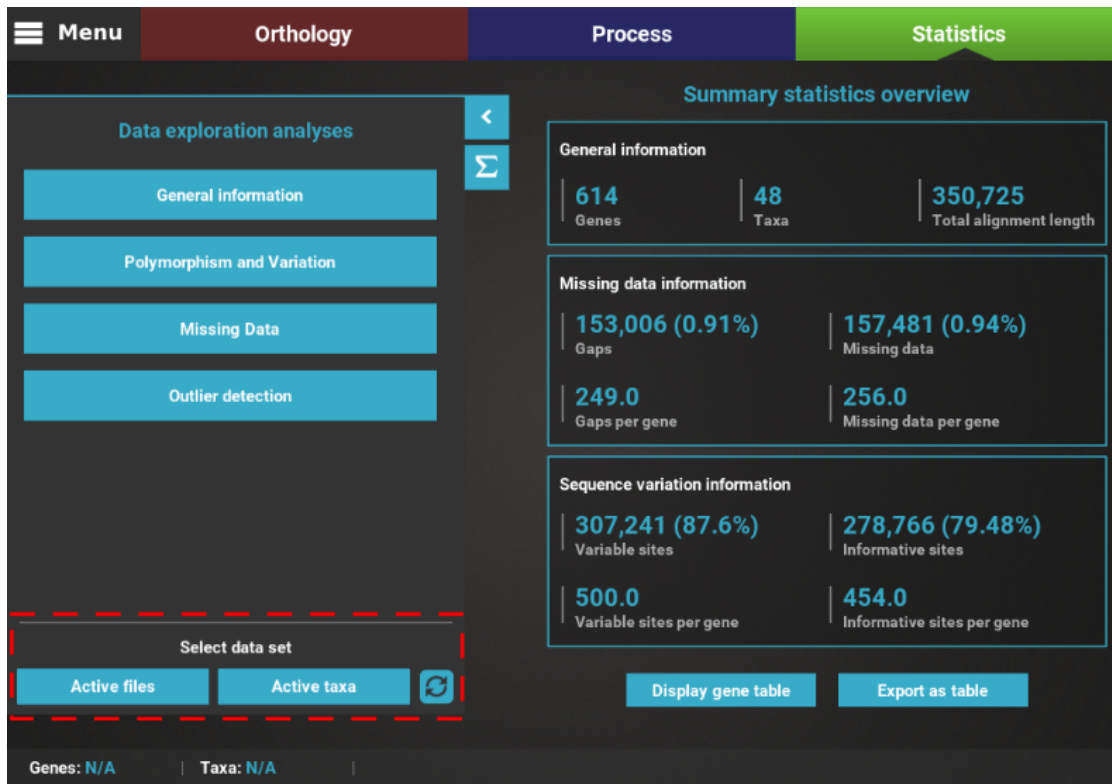 Menu
Orthology
Process
Statistics
Data exploration analyses
General information
Polymorphism and Variation
Missing Data
Outlier detection
Select data set
Active files
Active taxa
<
Σ
Summary statistics overview
General information
614
Genes
48
Taxa
350,725
Total alignment length
Missing data information
153,006 (0.91%)
Gaps
157,481 (0.94%)
Missing data
249.0
Gaps per gene
256.0
Missing data per gene
Sequence variation information
307,241 (87.6%)
Variable sites
278,766 (79.48%)
Informative sites
500.0
Variable sites per gene
454.0
Informative sites per gene
Display gene table
Export as table
Genes: N/A | Taxa: N/A |